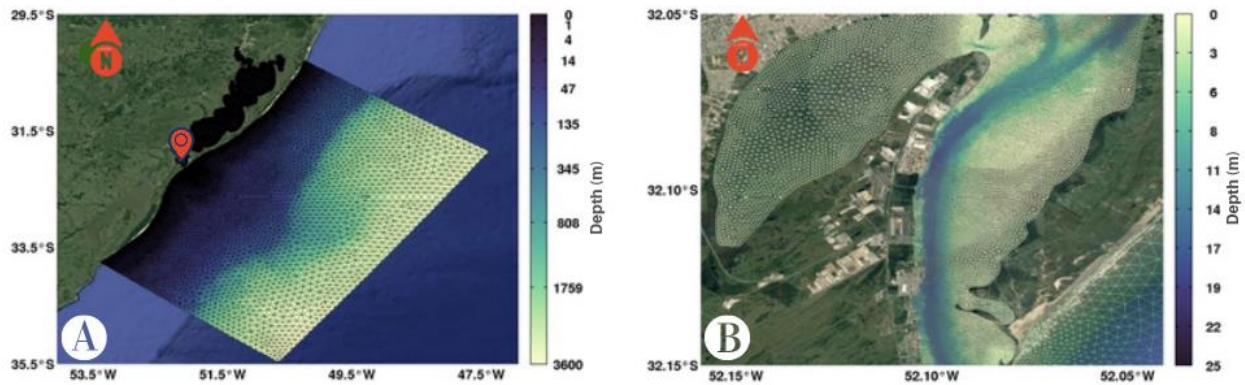 29.5°S
31.5°S
33.5°S
35.5°S
53.5°W
51.5°W
49.5°W
47.5°W
N
A
0
1
4
14
47
135
345
808
1759
3600
Depth (m)
32.05°S
32.10°S
32.15°S
52.15°W
52.10°W
52.05°W
B
0
3
6
8
11
14
17
19
22
25
Depth (m)